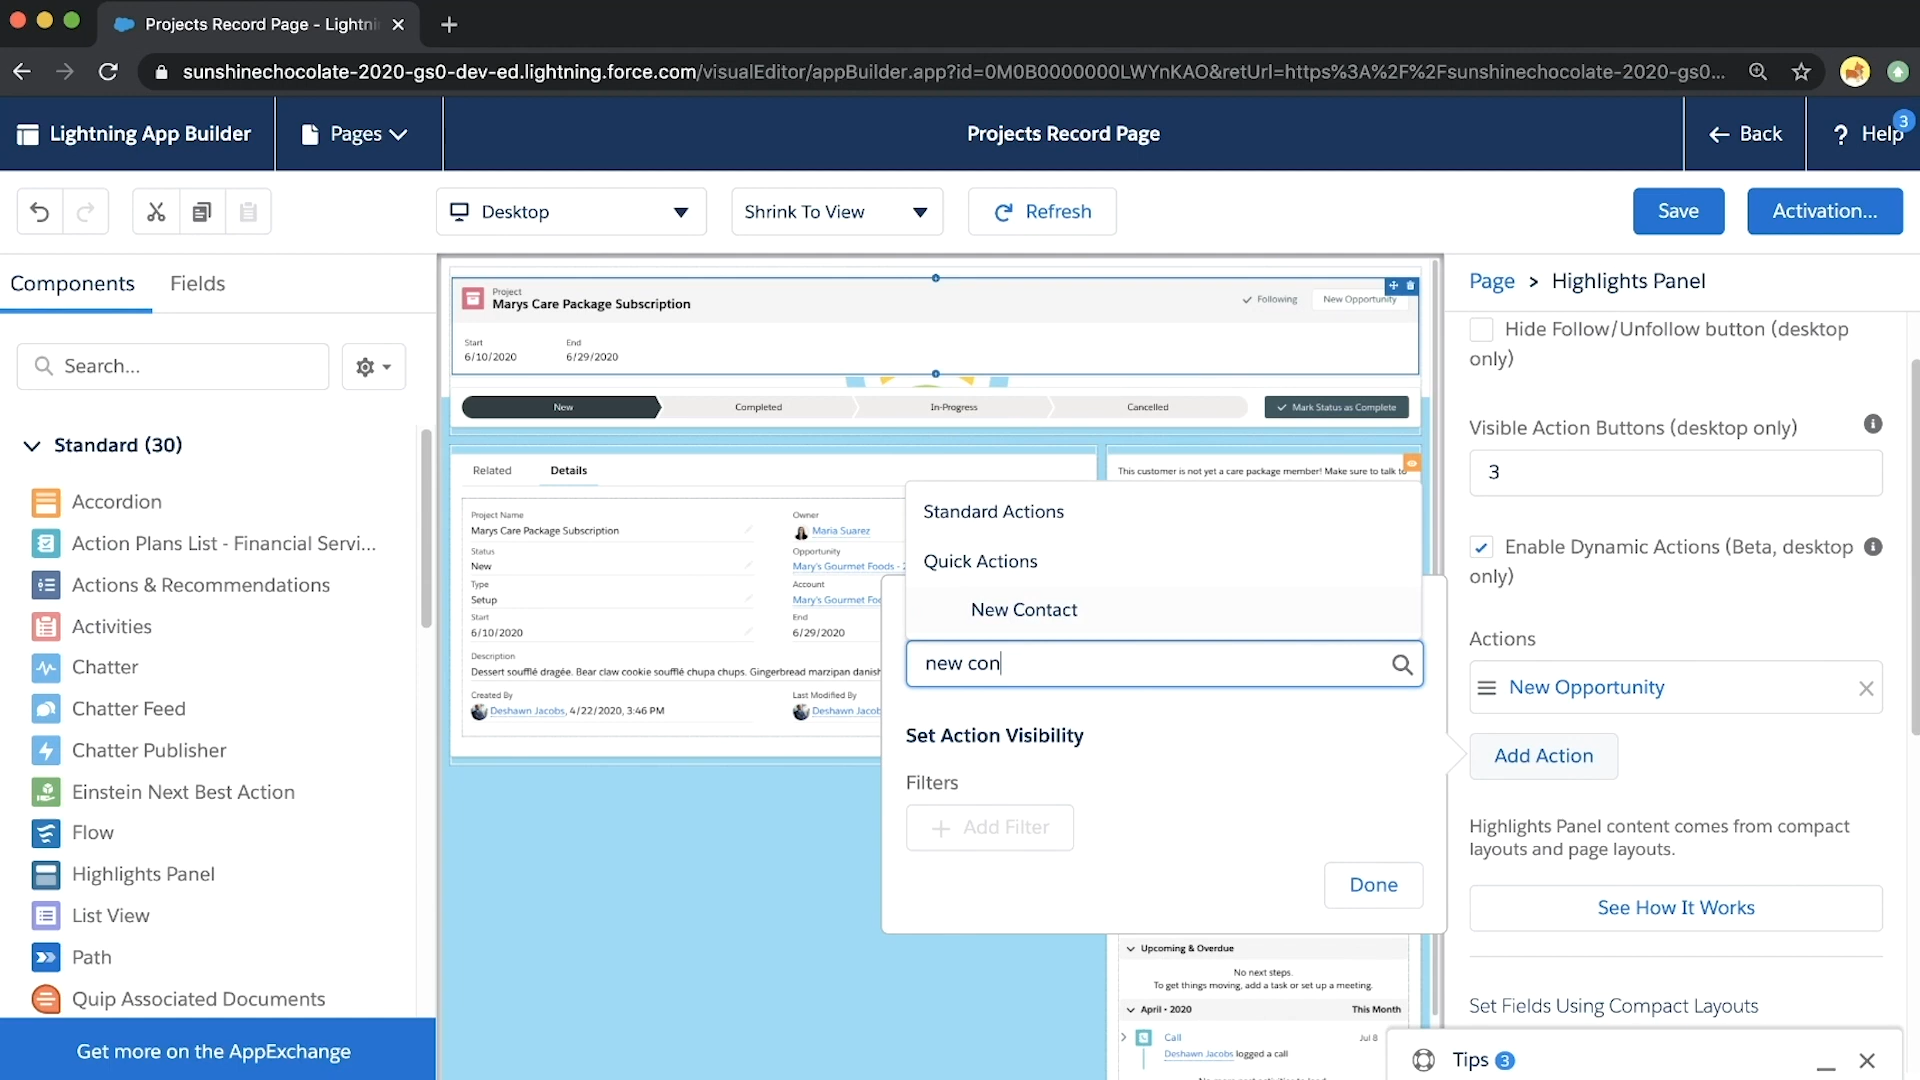 Projects Record Page - Lightni
sunshinechocolate-2020-gs0-dev-ed.lightning.force.com/visualEditor/appBuilder.app?id=0M0B0000000LWYnKAO&retUrl=https%3A%2F%2Fsunshinechocolate-2020-gs0...
Lightning App Builder
Pages
Projects Record Page
Back
? Help
3
Desktop
Shrink To View
Refresh
Save
Activation...
Components
Fields
Search...
Standard (30)
Accordion
Action Plans List - Financial Servi...
Actions & Recommendations
Activities
Chatter
Chatter Feed
Chatter Publisher
Einstein Next Best Action
Flow
Highlights Panel
List View
Path
Quip Associated Documents
Get more on the AppExchange
Project
Marys Care Package Subscription
Following
New Opportunity
Start
6/10/2020
End
6/29/2020
New
Completed
In-Progress
Cancelled
Mark Status as Complete
Related
Details
Project Name
Marys Care Package Subscription
Status
New
Type
Setup
Start
6/10/2020
Description
Dessert soufflé dragée. Bear claw cookie soufflé chupa chups. Gingerbread marzipan danish
Created By
Deshawn Jacobs, 4/22/2020, 3:46 PM
Owner
Maria Suarez
Opportunity
Mary's Gourmet Foods - 2
Account
Mary's Gourmet Foo
End
6/29/2020
Last Modified By
Deshawn Jacob
This customer is not yet a care package member! Make sure to talk to
Standard Actions
Quick Actions
New Contact
new con
Set Action Visibility
Filters
Add Filter
Done
Upcoming & Overdue
No next steps.
To get things moving, add a task or set up a meeting.
April • 2020
This Month
Call
Jul 8
Deshawn Jacobs logged a call
Page > Highlights Panel
Hide Follow/Unfollow button (desktop
only)
Visible Action Buttons (desktop only)
3
Enable Dynamic Actions (Beta, desktop
only)
Actions
New Opportunity
Add Action
Highlights Panel content comes from compact
layouts and page layouts.
See How It Works
Set Fields Using Compact Layouts
Tips 3